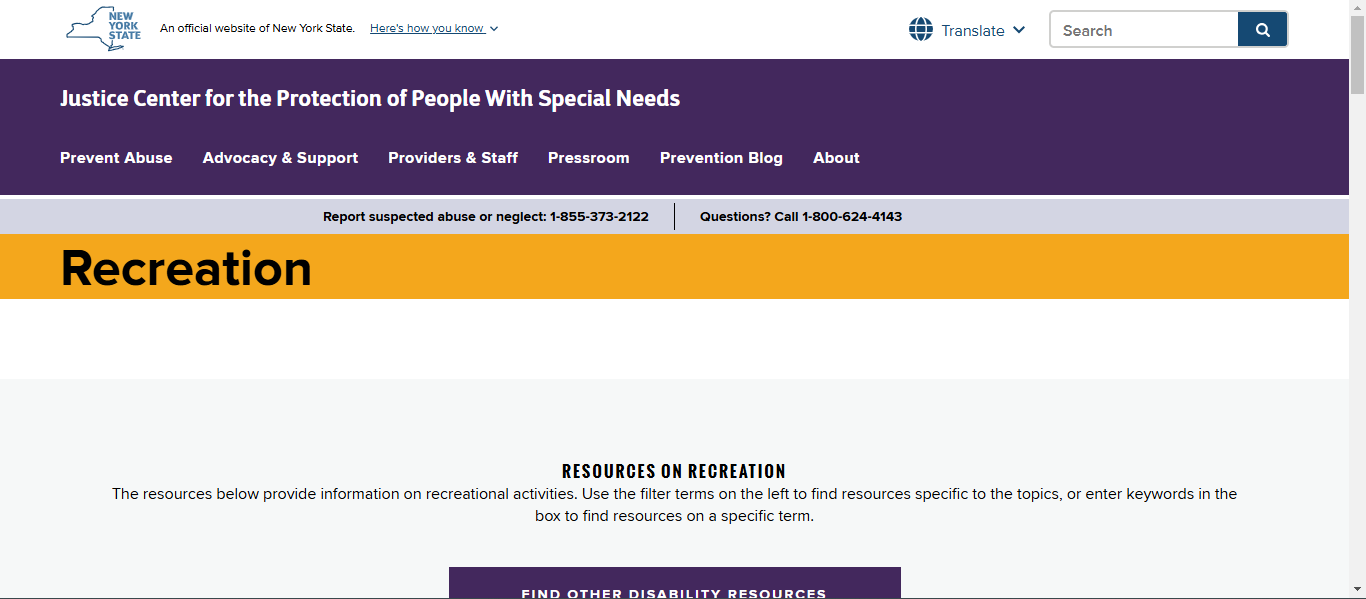 NEW
YORK
STATE
An official website of New York State.
Here's how you know
Translate
Search
Justice Center for the Protection of People With Special Needs
Prevent Abuse
Advocacy & Support
Providers & Staff
Pressroom
Prevention Blog
About
Report suspected abuse or neglect: 1-855-373-2122
Questions? Call 1-800-624-4143
Recreation
RESOURCES ON RECREATION
The resources below provide information on recreational activities. Use the filter terms on the left to find resources specific to the topics, or enter keywords in the
box to find resources on a specific term.
FIND OTHER DISABILITY RESOURCES